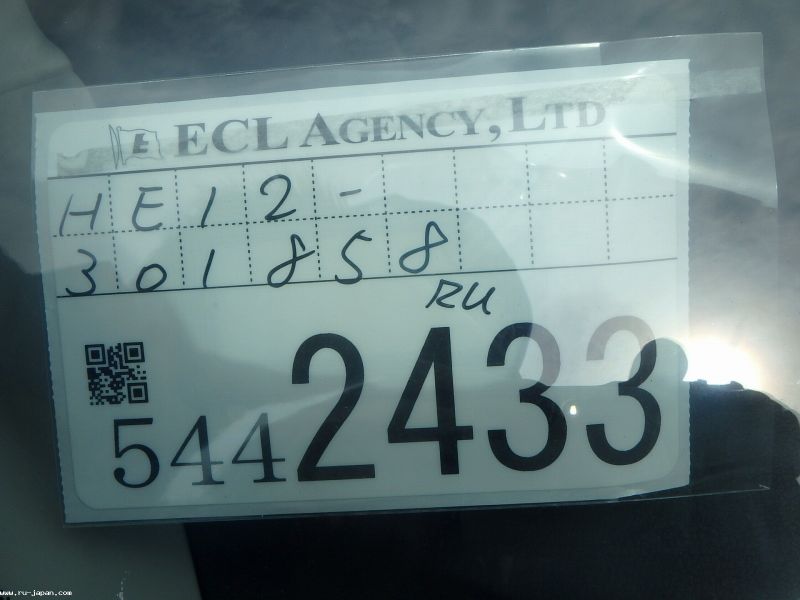 E ECL AGENCY, LTD
HE12-
301858
RU
5442433
www.ru-japan.com